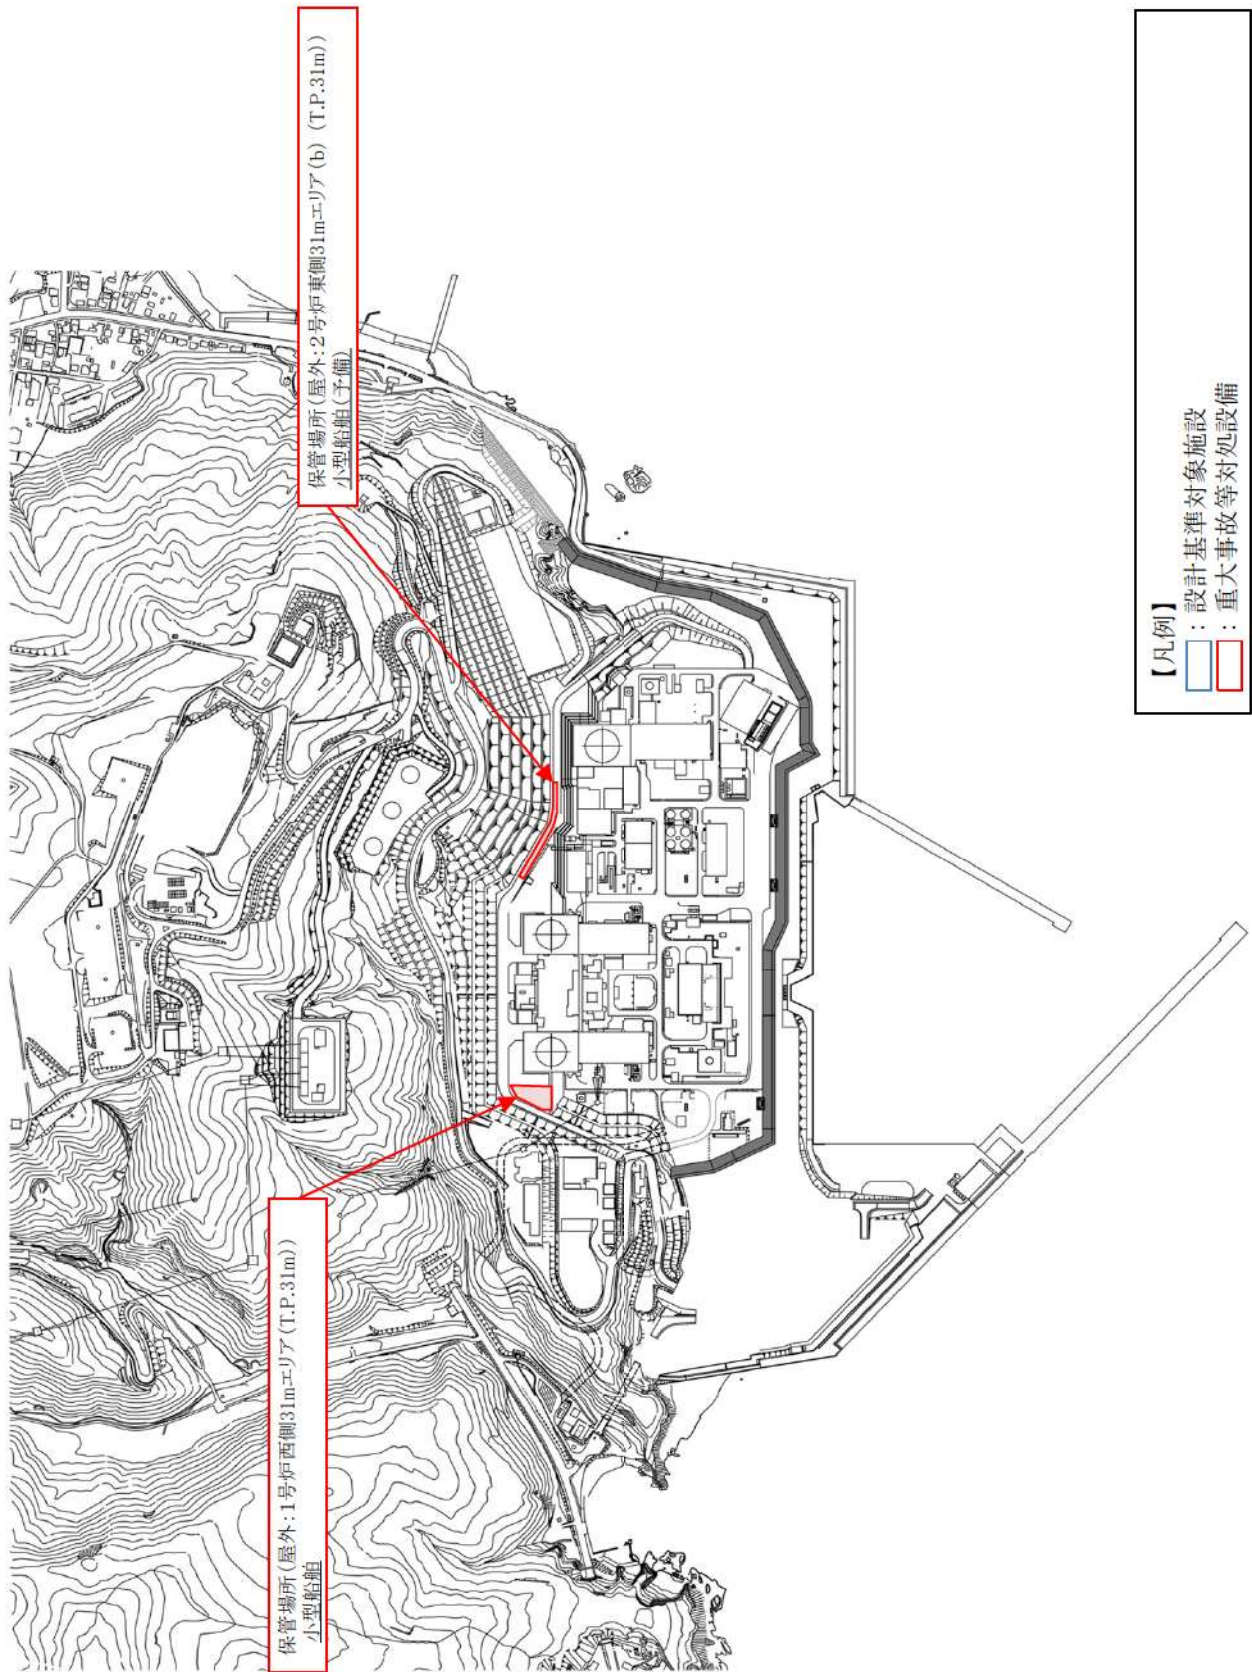 保管場所(屋外:1号炉西側31mエリア(T.P.31m))
小型船舶
保管場所(屋外:2号炉東側31mエリア(b) (T.P.31m))
小型船舶(予備)
【凡例】
:設計基準対象施設
:重大事故等対処設備